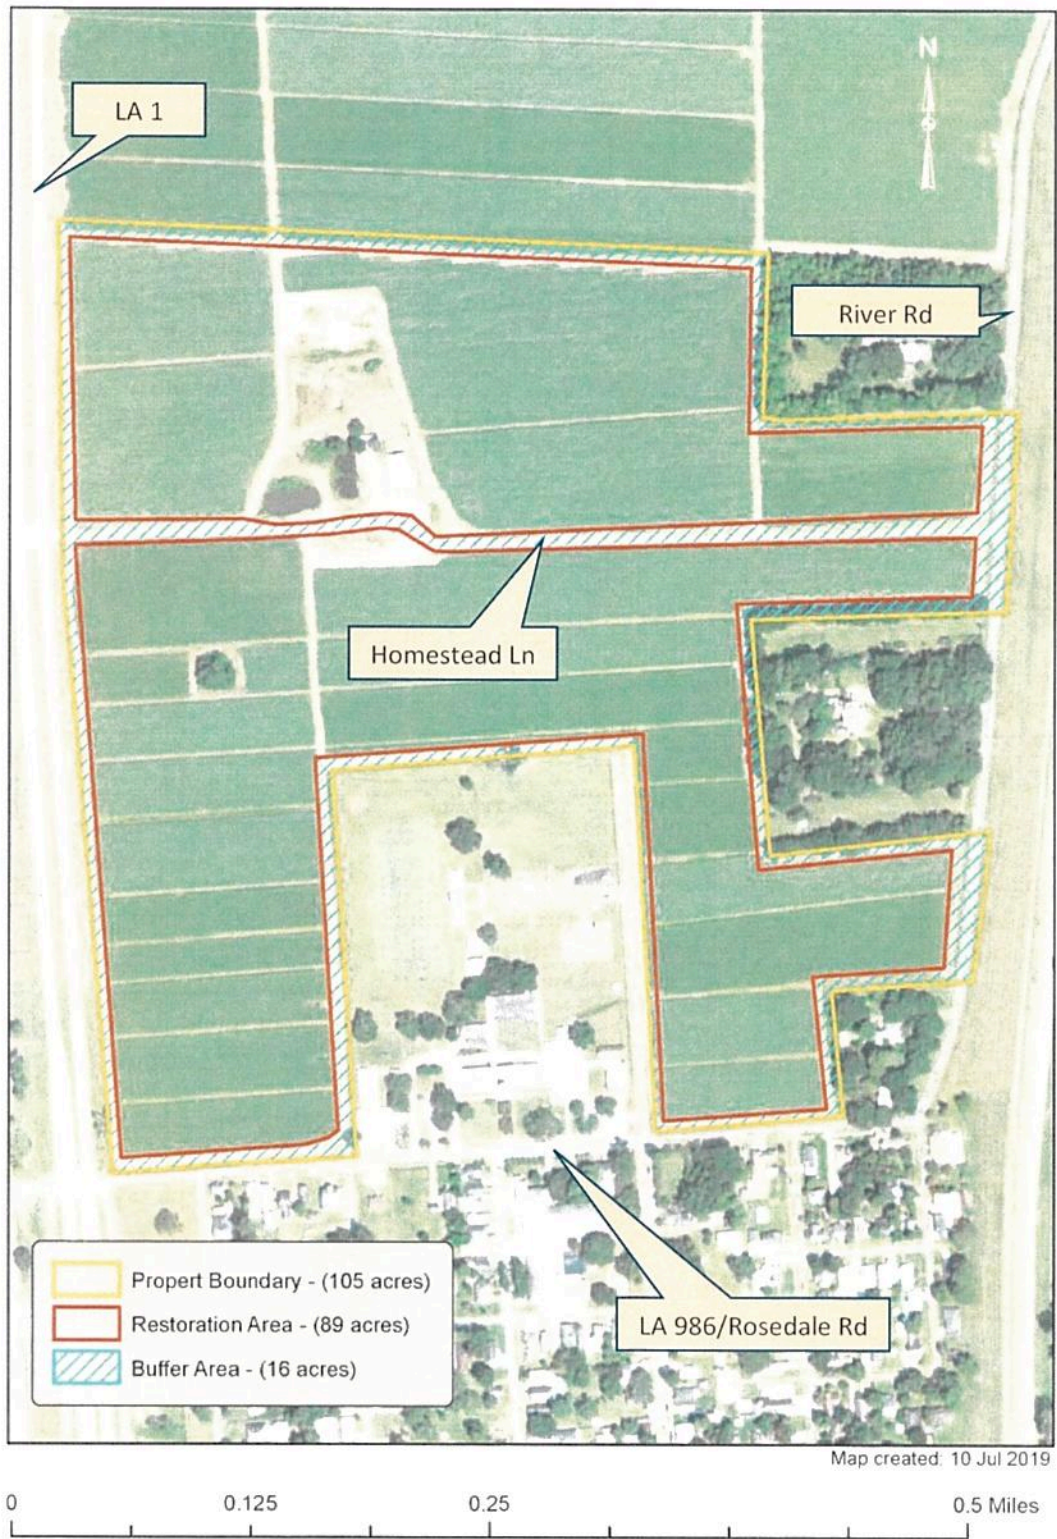 N
LA 1
River Rd
Homestead Ln
Propert Boundary - (105 acres)
Restoration Area - (89 acres)
Buffer Area - (16 acres)
LA 986/Rosedale Rd
Map created: 10 Jul 2019
0 0.125 0.25 0.5 Miles